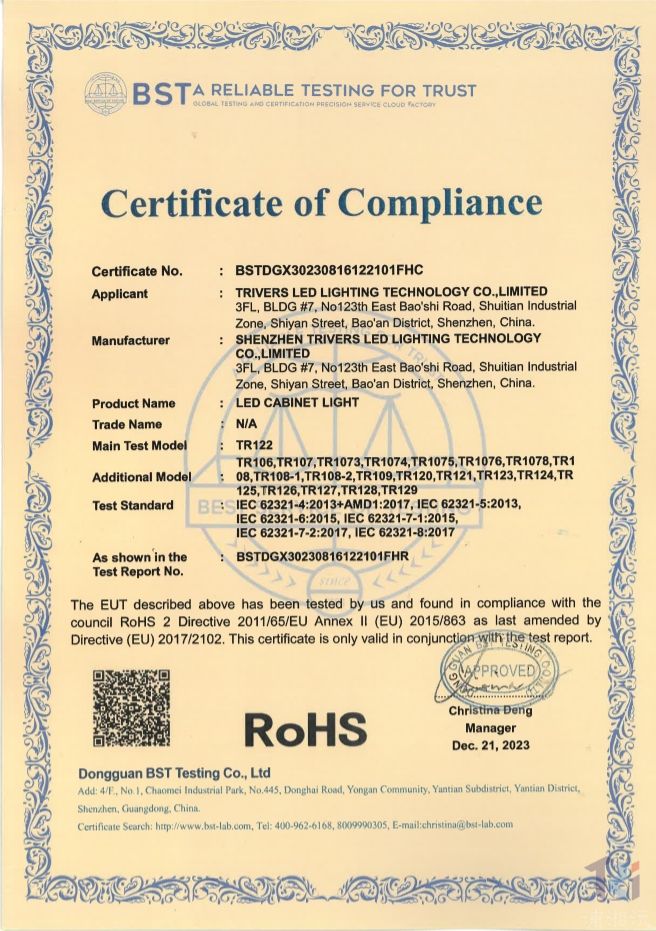 BST A RELIABLE TESTING FOR TRUST
GLOBAL TESTING AND CERTIFICATION PRECISION SERVICE CLOUD FACTORY
Certificate of Compliance
Certificate No. : BSTDGX30230816122101FHC
Applicant : TRIVERS LED LIGHTING TECHNOLOGY CO.,LIMITED
3FL, BLDG #7, No123th East Bao'shi Road, Shuitian Industrial
Zone, Shiyan Street, Bao'an District, Shenzhen, China.
Manufacturer : SHENZHEN TRIVERS LED LIGHTING TECHNOLOGY
CO.,LIMITED
3FL, BLDG #7, No123th East Bao'shi Road, Shuitian Industrial
Zone, Shiyan Street, Bao'an District, Shenzhen, China.
Product Name : LED CABINET LIGHT
Trade Name : N/A
Main Test Model : TR122
TR106,TR107,TR1073,TR1074,TR1075,TR1076,TR1078,TR1
Additional Model : 08,TR108-1,TR108-2,TR109,TR120,TR121,TR123,TR124,TR
125,TR126,TR127,TR128,TR129
Test Standard : IEC 62321-4:2013+AMD1:2017, IEC 62321-5:2013,
IEC 62321-6:2015, IEC 62321-7-1:2015,
IEC 62321-7-2:2017, IEC 62321-8:2017
As shown in the : BSTDGX30230816122101FHR
Test Report No.
The EUT described above has been tested by us and found in compliance with the
council RoHS 2 Directive 2011/65/EU Annex II (EU) 2015/863 as last amended by
Directive (EU) 2017/2102. This certificate is only valid in conjunction with the test report.
APPROVED
RoHS
Christina Deng
Manager
Dec. 21, 2023
Dongguan BST Testing Co., Ltd
Add: 4/F., No.1, Chaomei Industrial Park, No.445, Donghai Road, Yongan Community, Yantian Subdistrict, Yantian District,
Shenzhen, Guangdong, China.
Certificate Search: http://www.bst-lab.com, Tel: 400-962-6168, 8009990305, E-mail:christina@bst-lab.com